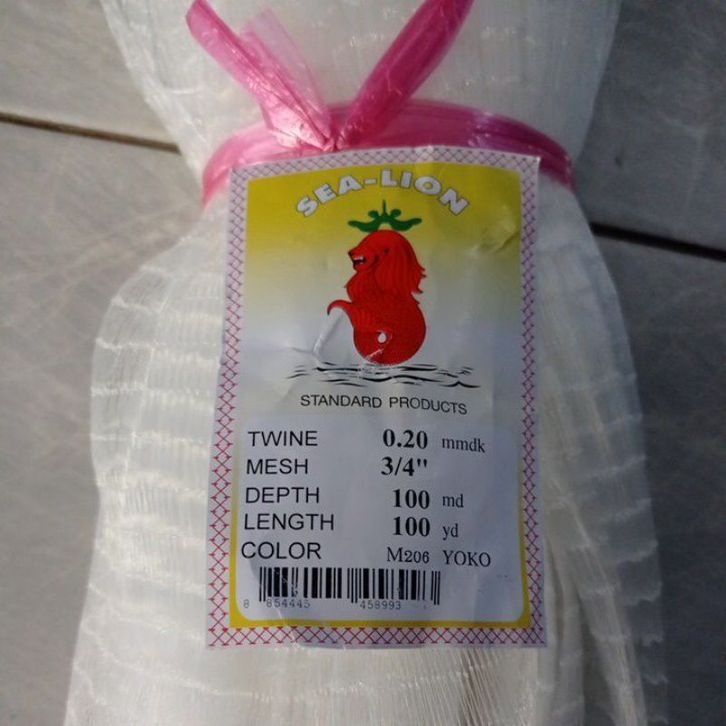 SEA-LION
STANDARD PRODUCTS
TWINE 0.20 mmdk
MESH 3/4"
DEPTH 100 md
LENGTH 100 yd
COLOR M206 YOKO
8 854445 458993